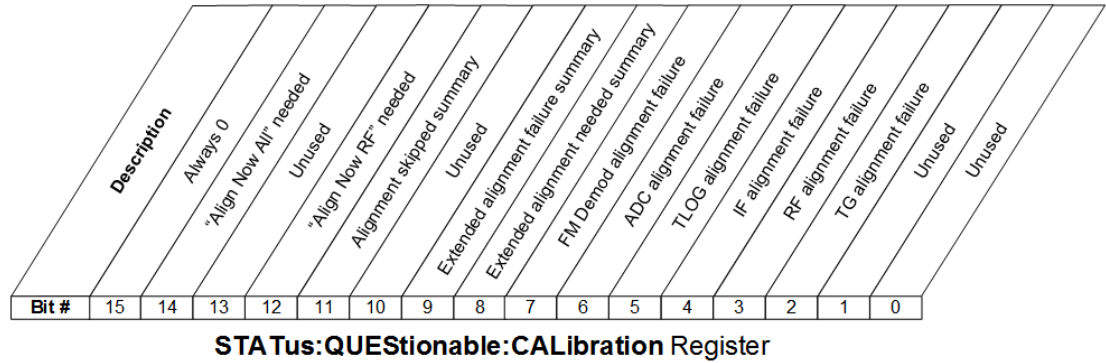 Description
Always 0
“Align Now All” needed
Unused
“Align Now RF” needed
Alignment skipped summary
Unused
Extended alignment failure summary
Extended alignment needed summary
FM Demod alignment failure
ADC alignment failure
TLOG alignment failure
IF alignment failure
RF alignment failure
TG alignment failure
Unused
Unused
Bit # 15 14 13 12 11 10 9 8 7 6 5 4 3 2 1 0
STATus:QUEStionable:CALibration Register